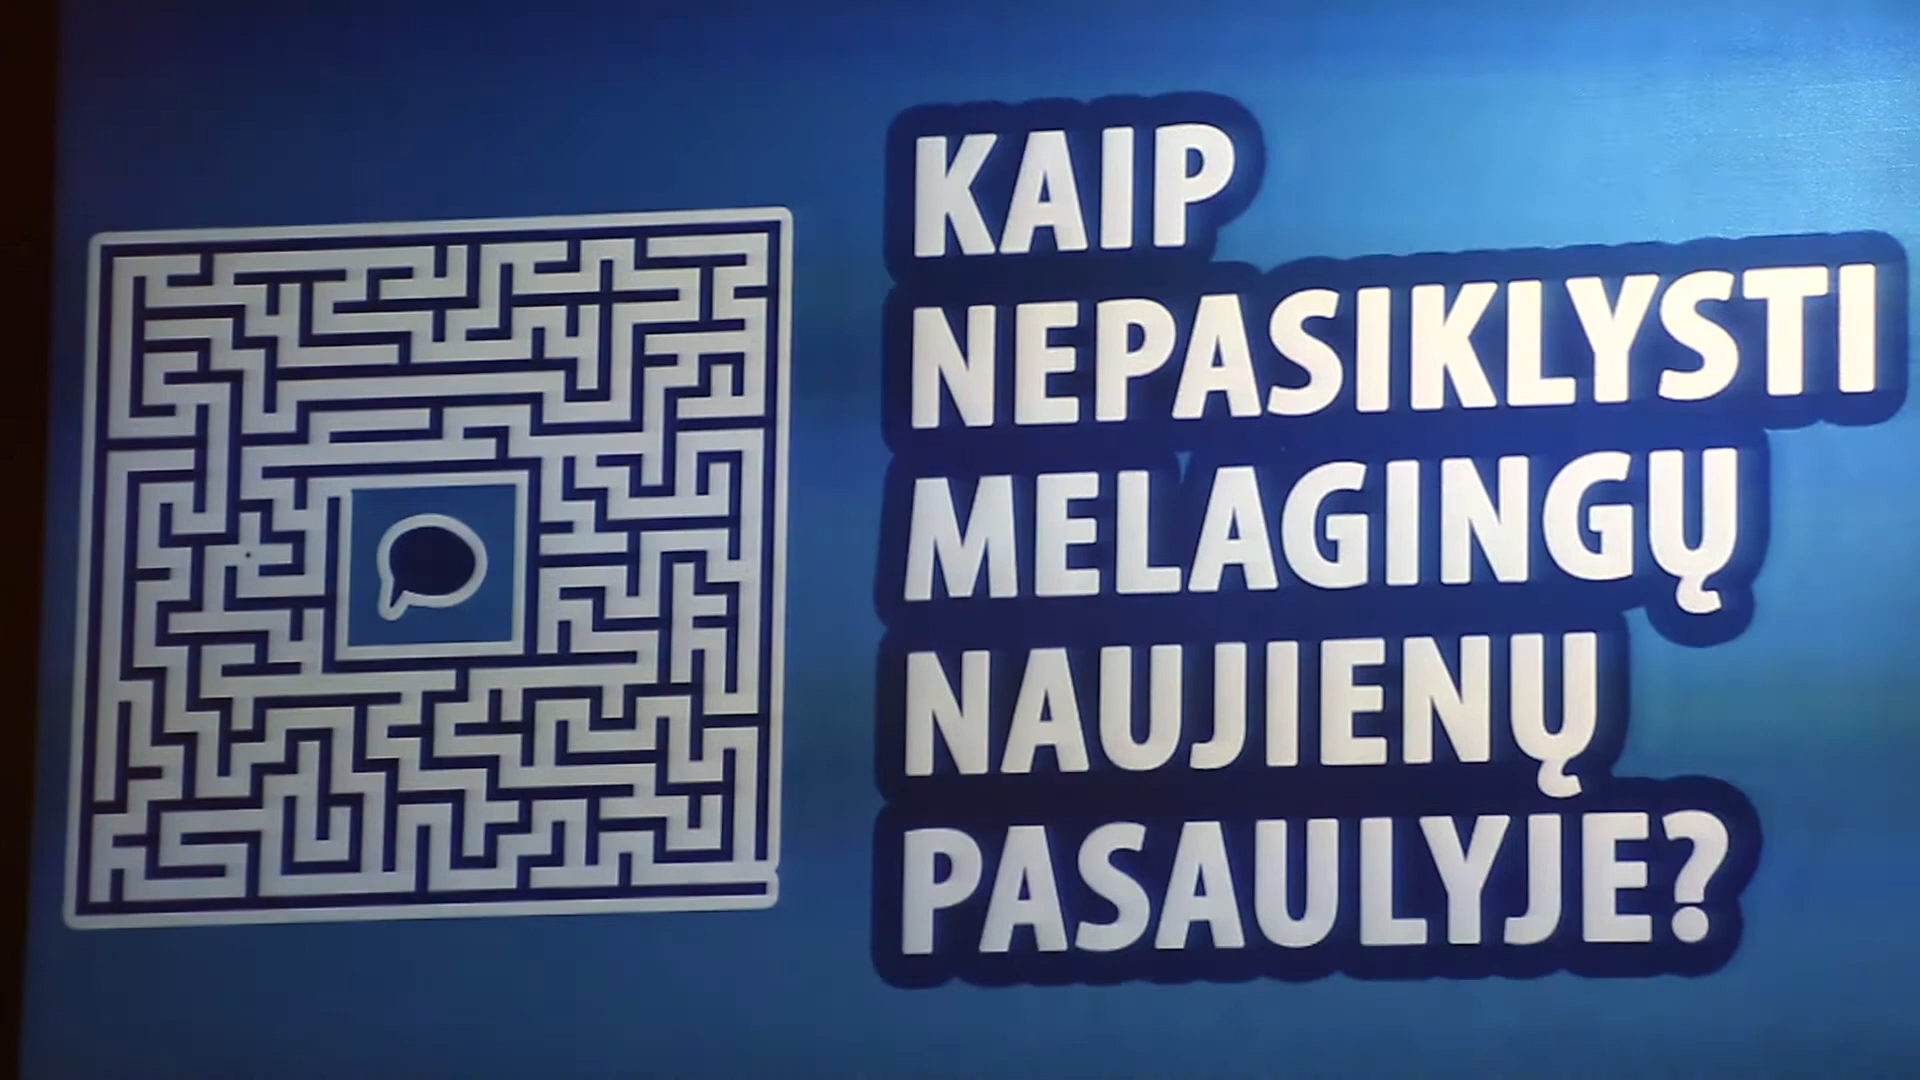 KAIP
NEPASIKLYSTI
MELAGINGŲ
NAUJIENŲ
PASAULYJE?